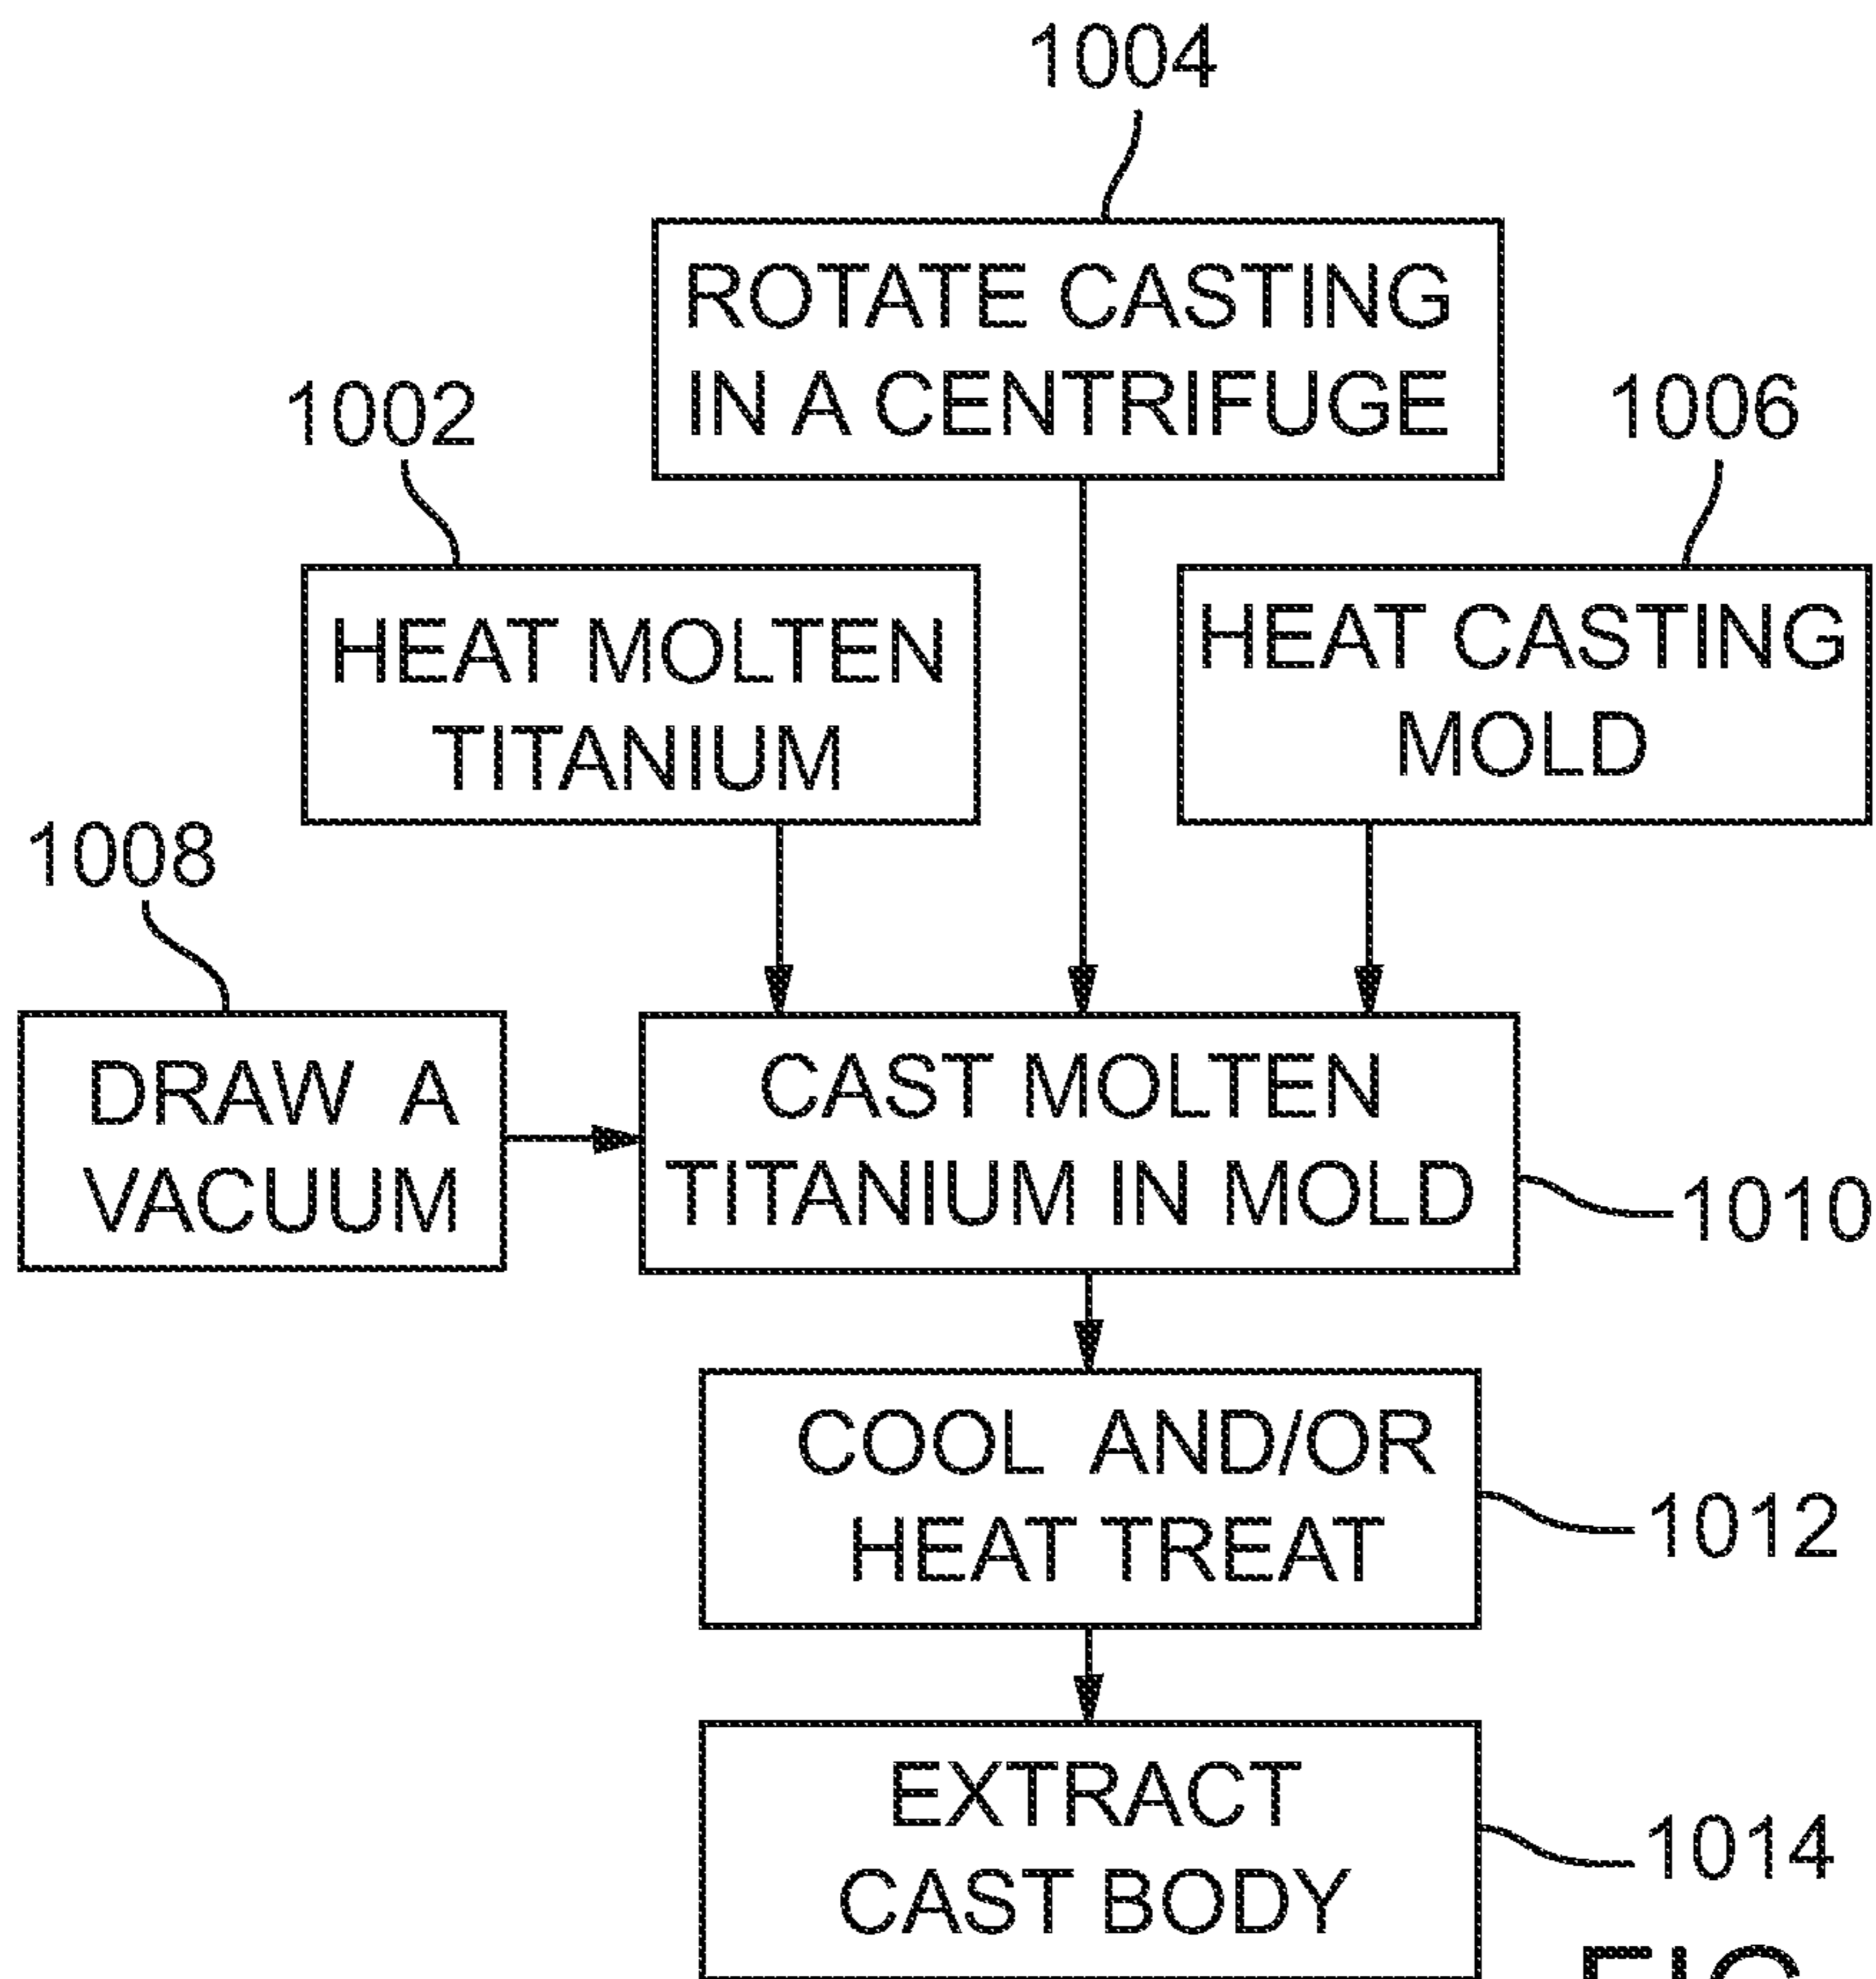 1004
ROTATE CASTING
IN A CENTRIFUGE
1002
1006
HEAT MOLTEN
TITANIUM
HEAT CASTING
MOLD
1008
DRAW A
VACUUM
CAST MOLTEN
TITANIUM IN MOLD
1010
COOL AND/OR
HEAT TREAT
1012
EXTRACT
CAST BODY
1014